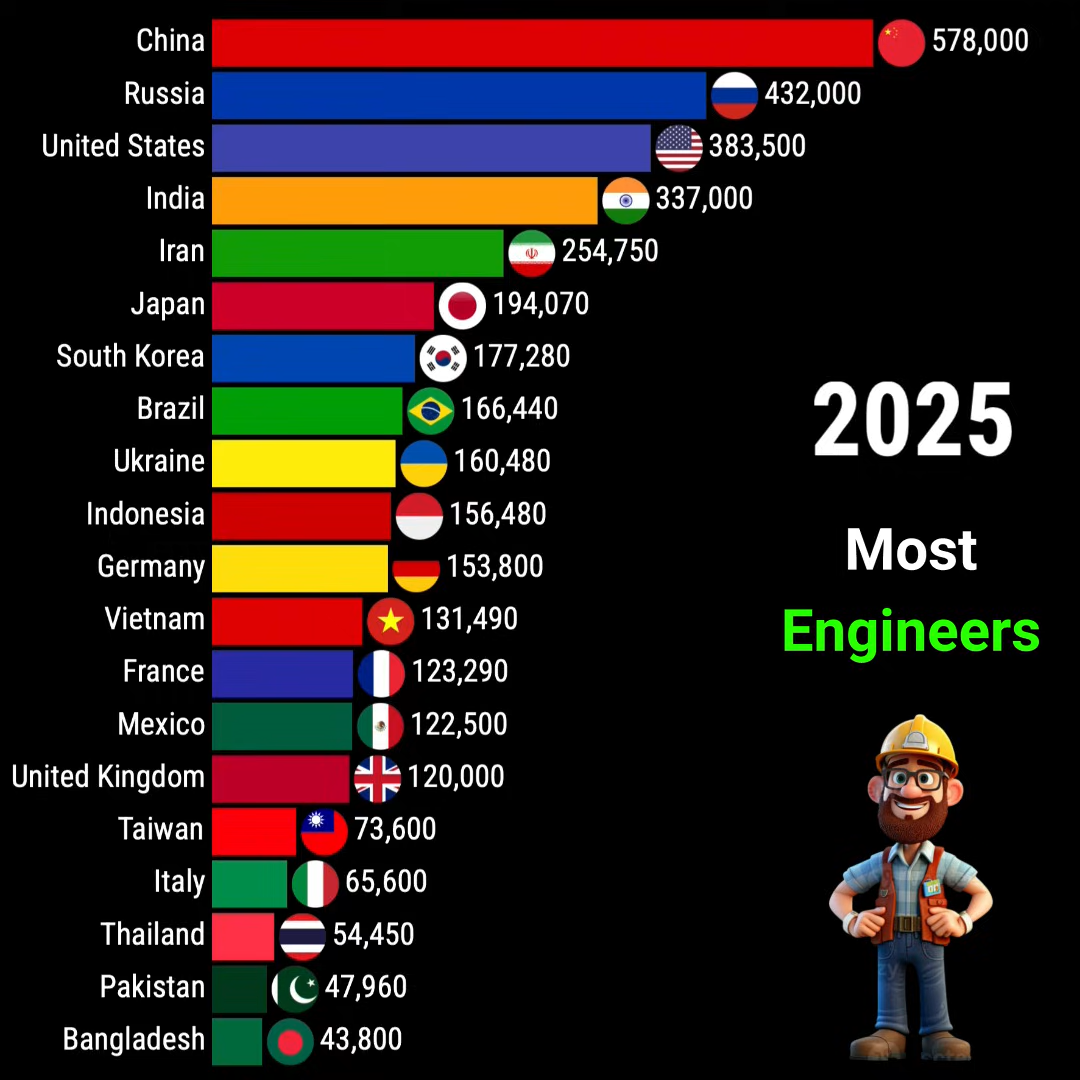 China 578,000
Russia 432,000
United States 383,500
India 337,000
Iran 254,750
Japan 194,070
South Korea 177,280
Brazil 166,440
Ukraine 160,480
Indonesia 156,480
Germany 153,800
Vietnam 131,490
France 123,290
Mexico 122,500
United Kingdom 120,000
Taiwan 73,600
Italy 65,600
Thailand 54,450
Pakistan 47,960
Bangladesh 43,800
2025
Most
Engineers